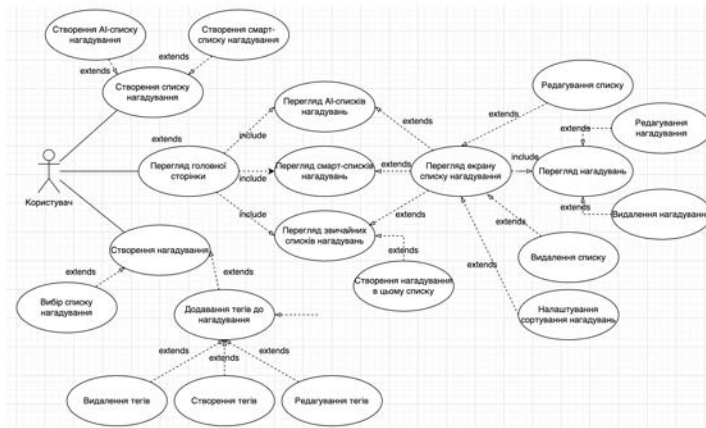 Створення AI-списку
нагадування
Створення смарт-
списку нагадування
extends
extends
Створення списку
нагадування
Користувач
extends
Перегляд головної
сторінки
include
include
include
Перегляд AI-списків
нагадувань
Перегляд смарт-списків
нагадувань
Перегляд звичайних
списків нагадувань
extends
extends
extends
Перегляд екрану
списку нагадування
extends
Створення нагадування
в цьому списку
extends
Редагування списку
include
Перегляд нагадувань
extends
Редагування
нагадування
extends
Видалення нагадування
extends
Видалення списку
extends
Налаштування
сортування нагадувань
Створення нагадування
extends
Вибір списку
нагадування
extends
Додавання тегів до
нагадування
extends
extends
extends
Видалення тегів
Створення тегів
Редагування тегів